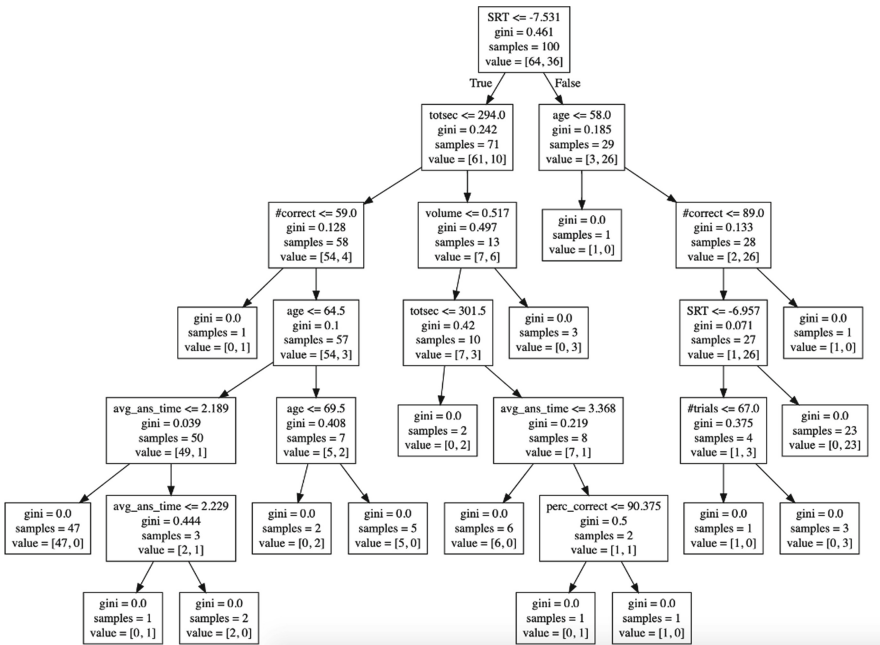 SRT <= -7.531
gini = 0.461
samples = 100
value = [64, 36]
True
False
totsec <= 294.0
gini = 0.242
samples = 71
value = [61, 10]
age <= 58.0
gini = 0.185
samples = 29
value = [3, 26]
#correct <= 59.0
gini = 0.128
samples = 58
value = [54, 4]
volume <= 0.517
gini = 0.497
samples = 13
value = [7, 6]
gini = 0.0
samples = 1
value = [1, 0]
#correct <= 89.0
gini = 0.133
samples = 28
value = [2, 26]
gini = 0.0
samples = 1
value = [0, 1]
age <= 64.5
gini = 0.1
samples = 57
value = [54, 3]
totsec <= 301.5
gini = 0.42
samples = 10
value = [7, 3]
gini = 0.0
samples = 3
value = [0, 3]
SRT <= -6.957
gini = 0.071
samples = 27
value = [1, 26]
gini = 0.0
samples = 1
value = [1, 0]
avg_ans_time <= 2.189
gini = 0.039
samples = 50
value = [49, 1]
age <= 69.5
gini = 0.408
samples = 7
value = [5, 2]
gini = 0.0
samples = 2
value = [0, 2]
avg_ans_time <= 3.368
gini = 0.219
samples = 8
value = [7, 1]
#trials <= 67.0
gini = 0.375
samples = 4
value = [1, 3]
gini = 0.0
samples = 23
value = [0, 23]
gini = 0.0
samples = 47
value = [47, 0]
avg_ans_time <= 2.229
gini = 0.444
samples = 3
value = [2, 1]
gini = 0.0
samples = 2
value = [0, 2]
gini = 0.0
samples = 5
value = [5, 0]
gini = 0.0
samples = 6
value = [6, 0]
perc_correct <= 90.375
gini = 0.5
samples = 2
value = [1, 1]
gini = 0.0
samples = 1
value = [1, 0]
gini = 0.0
samples = 3
value = [0, 3]
gini = 0.0
samples = 1
value = [0, 1]
gini = 0.0
samples = 2
value = [2, 0]
gini = 0.0
samples = 1
value = [0, 1]
gini = 0.0
samples = 1
value = [1, 0]